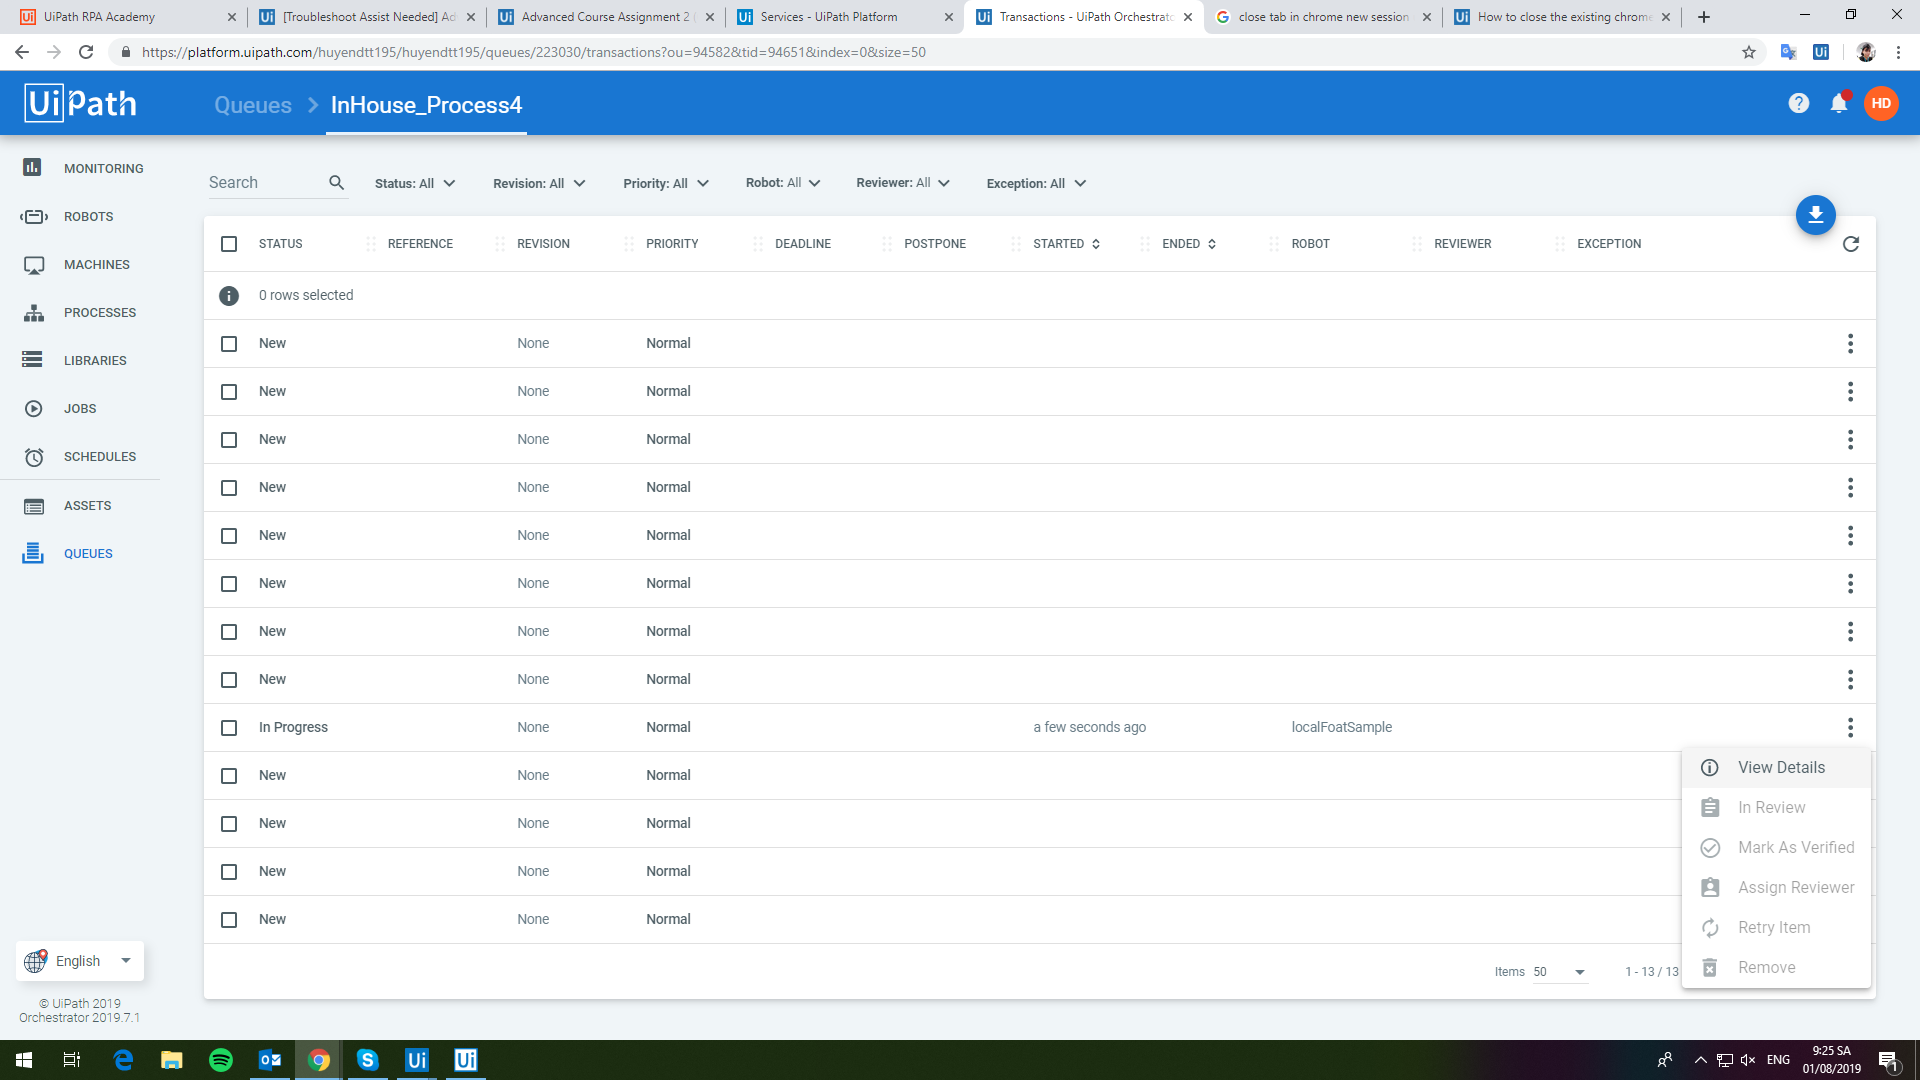 UiPath RPA Academy
[Troubleshoot Assist Needed] Ad
Advanced Course Assignment 2 (
Services - UiPath Platform
Transactions - UiPath Orchestrato
close tab in chrome new session
How to close the existing chrome
https://platform.uipath.com/huyendtt195/huyendtt195/queues/223030/transactions?ou=94582&tid=94651&index=0&size=50
UiPath
Queues > InHouse_Process4
HD
MONITORING
ROBOTS
MACHINES
PROCESSES
LIBRARIES
JOBS
SCHEDULES
ASSETS
QUEUES
Search
Status: All
Revision: All
Priority: All
Robot: All
Reviewer: All
Exception: All
STATUS REFERENCE REVISION PRIORITY DEADLINE POSTPONE STARTED ENDED ROBOT REVIEWER EXCEPTION
0 rows selected
New None Normal
New None Normal
New None Normal
New None Normal
New None Normal
New None Normal
New None Normal
New None Normal
In Progress None Normal a few seconds ago localFoatSample
New None Normal
New None Normal
New None Normal
New None Normal
View Details
In Review
Mark As Verified
Assign Reviewer
Retry Item
Remove
Items 50 1 - 13 / 13
English
© UiPath 2019
Orchestrator 2019.7.1
ENG
9:25 SA
01/08/2019
1